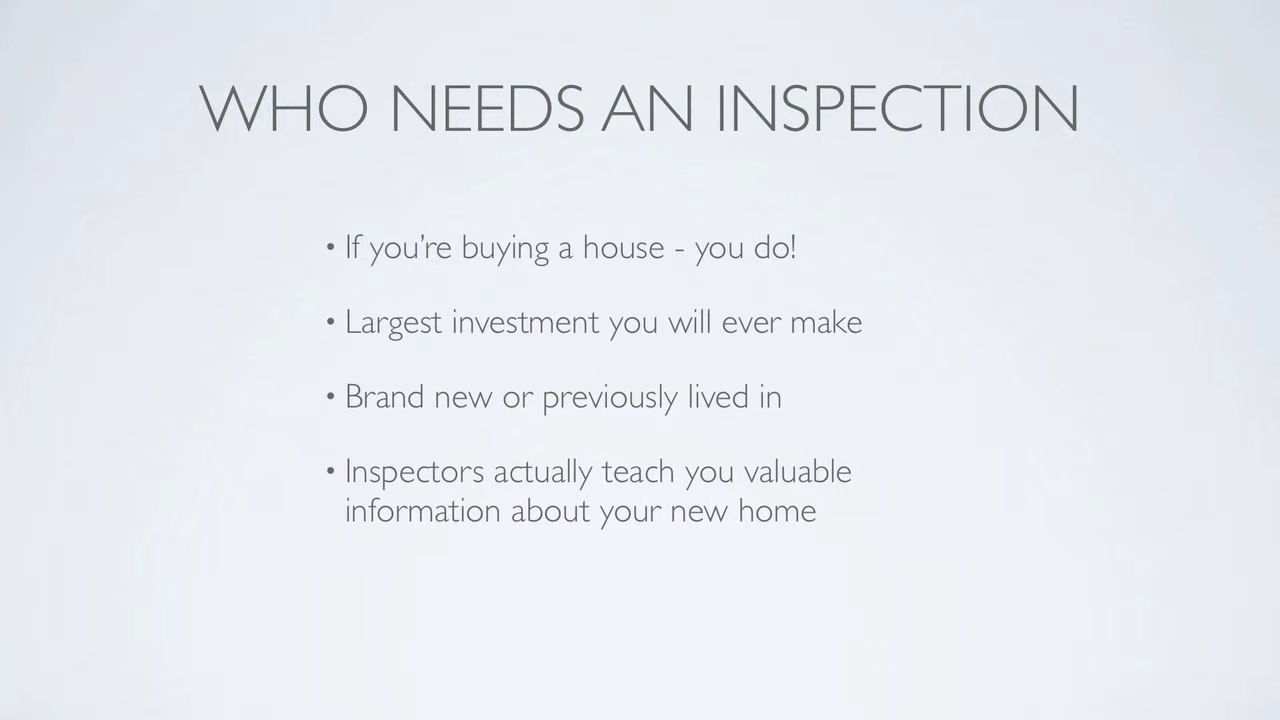 WHO NEEDS AN INSPECTION
• If you're buying a house - you do!
• Largest investment you will ever make
• Brand new or previously lived in
• Inspectors actually teach you valuable
information about your new home